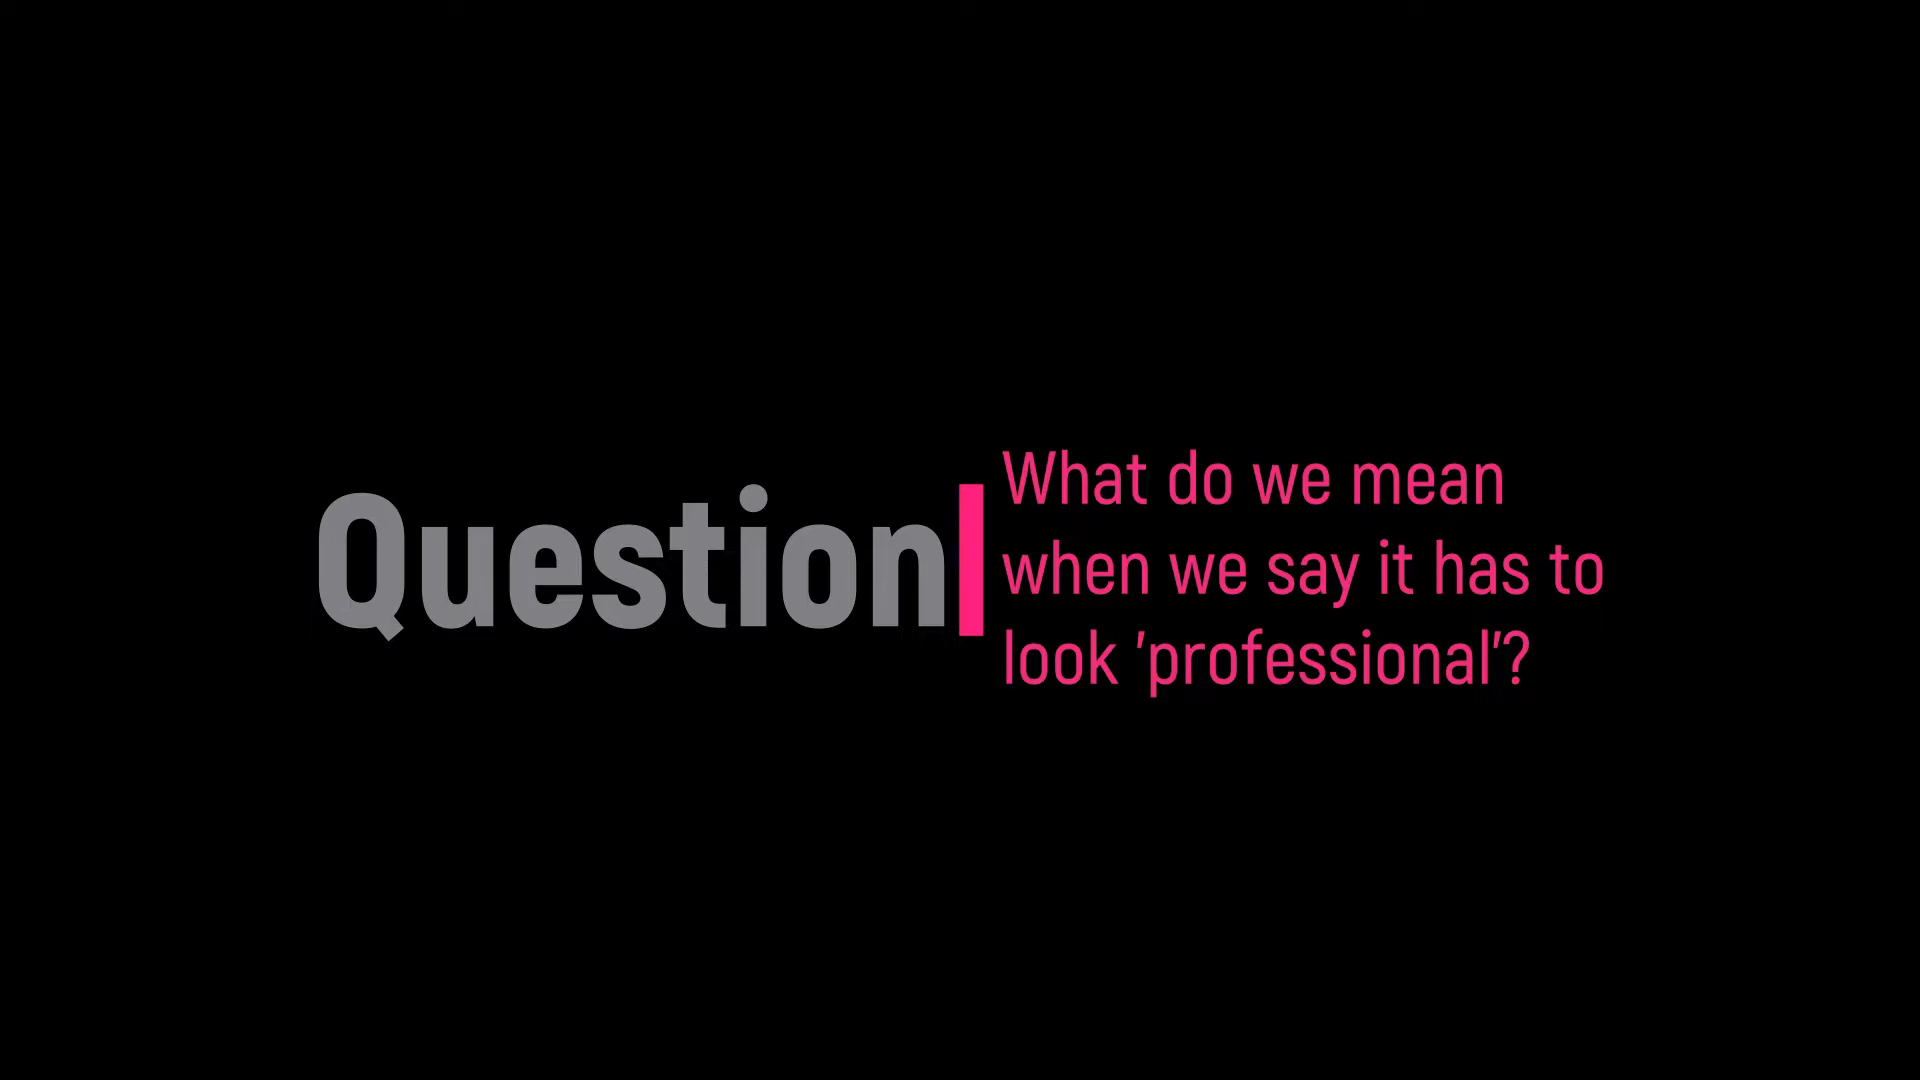 Question
What do we mean
when we say it has to
look 'professional'?